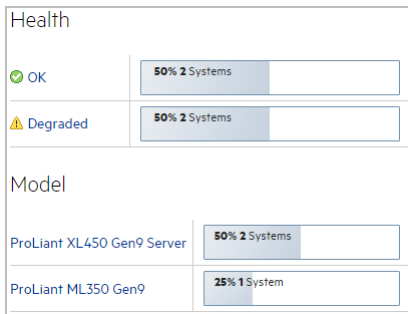 Health
OK
50% 2 Systems
Degraded
50% 2 Systems
Model
ProLiant XL450 Gen9 Server
50% 2 Systems
ProLiant ML350 Gen9
25% 1 System